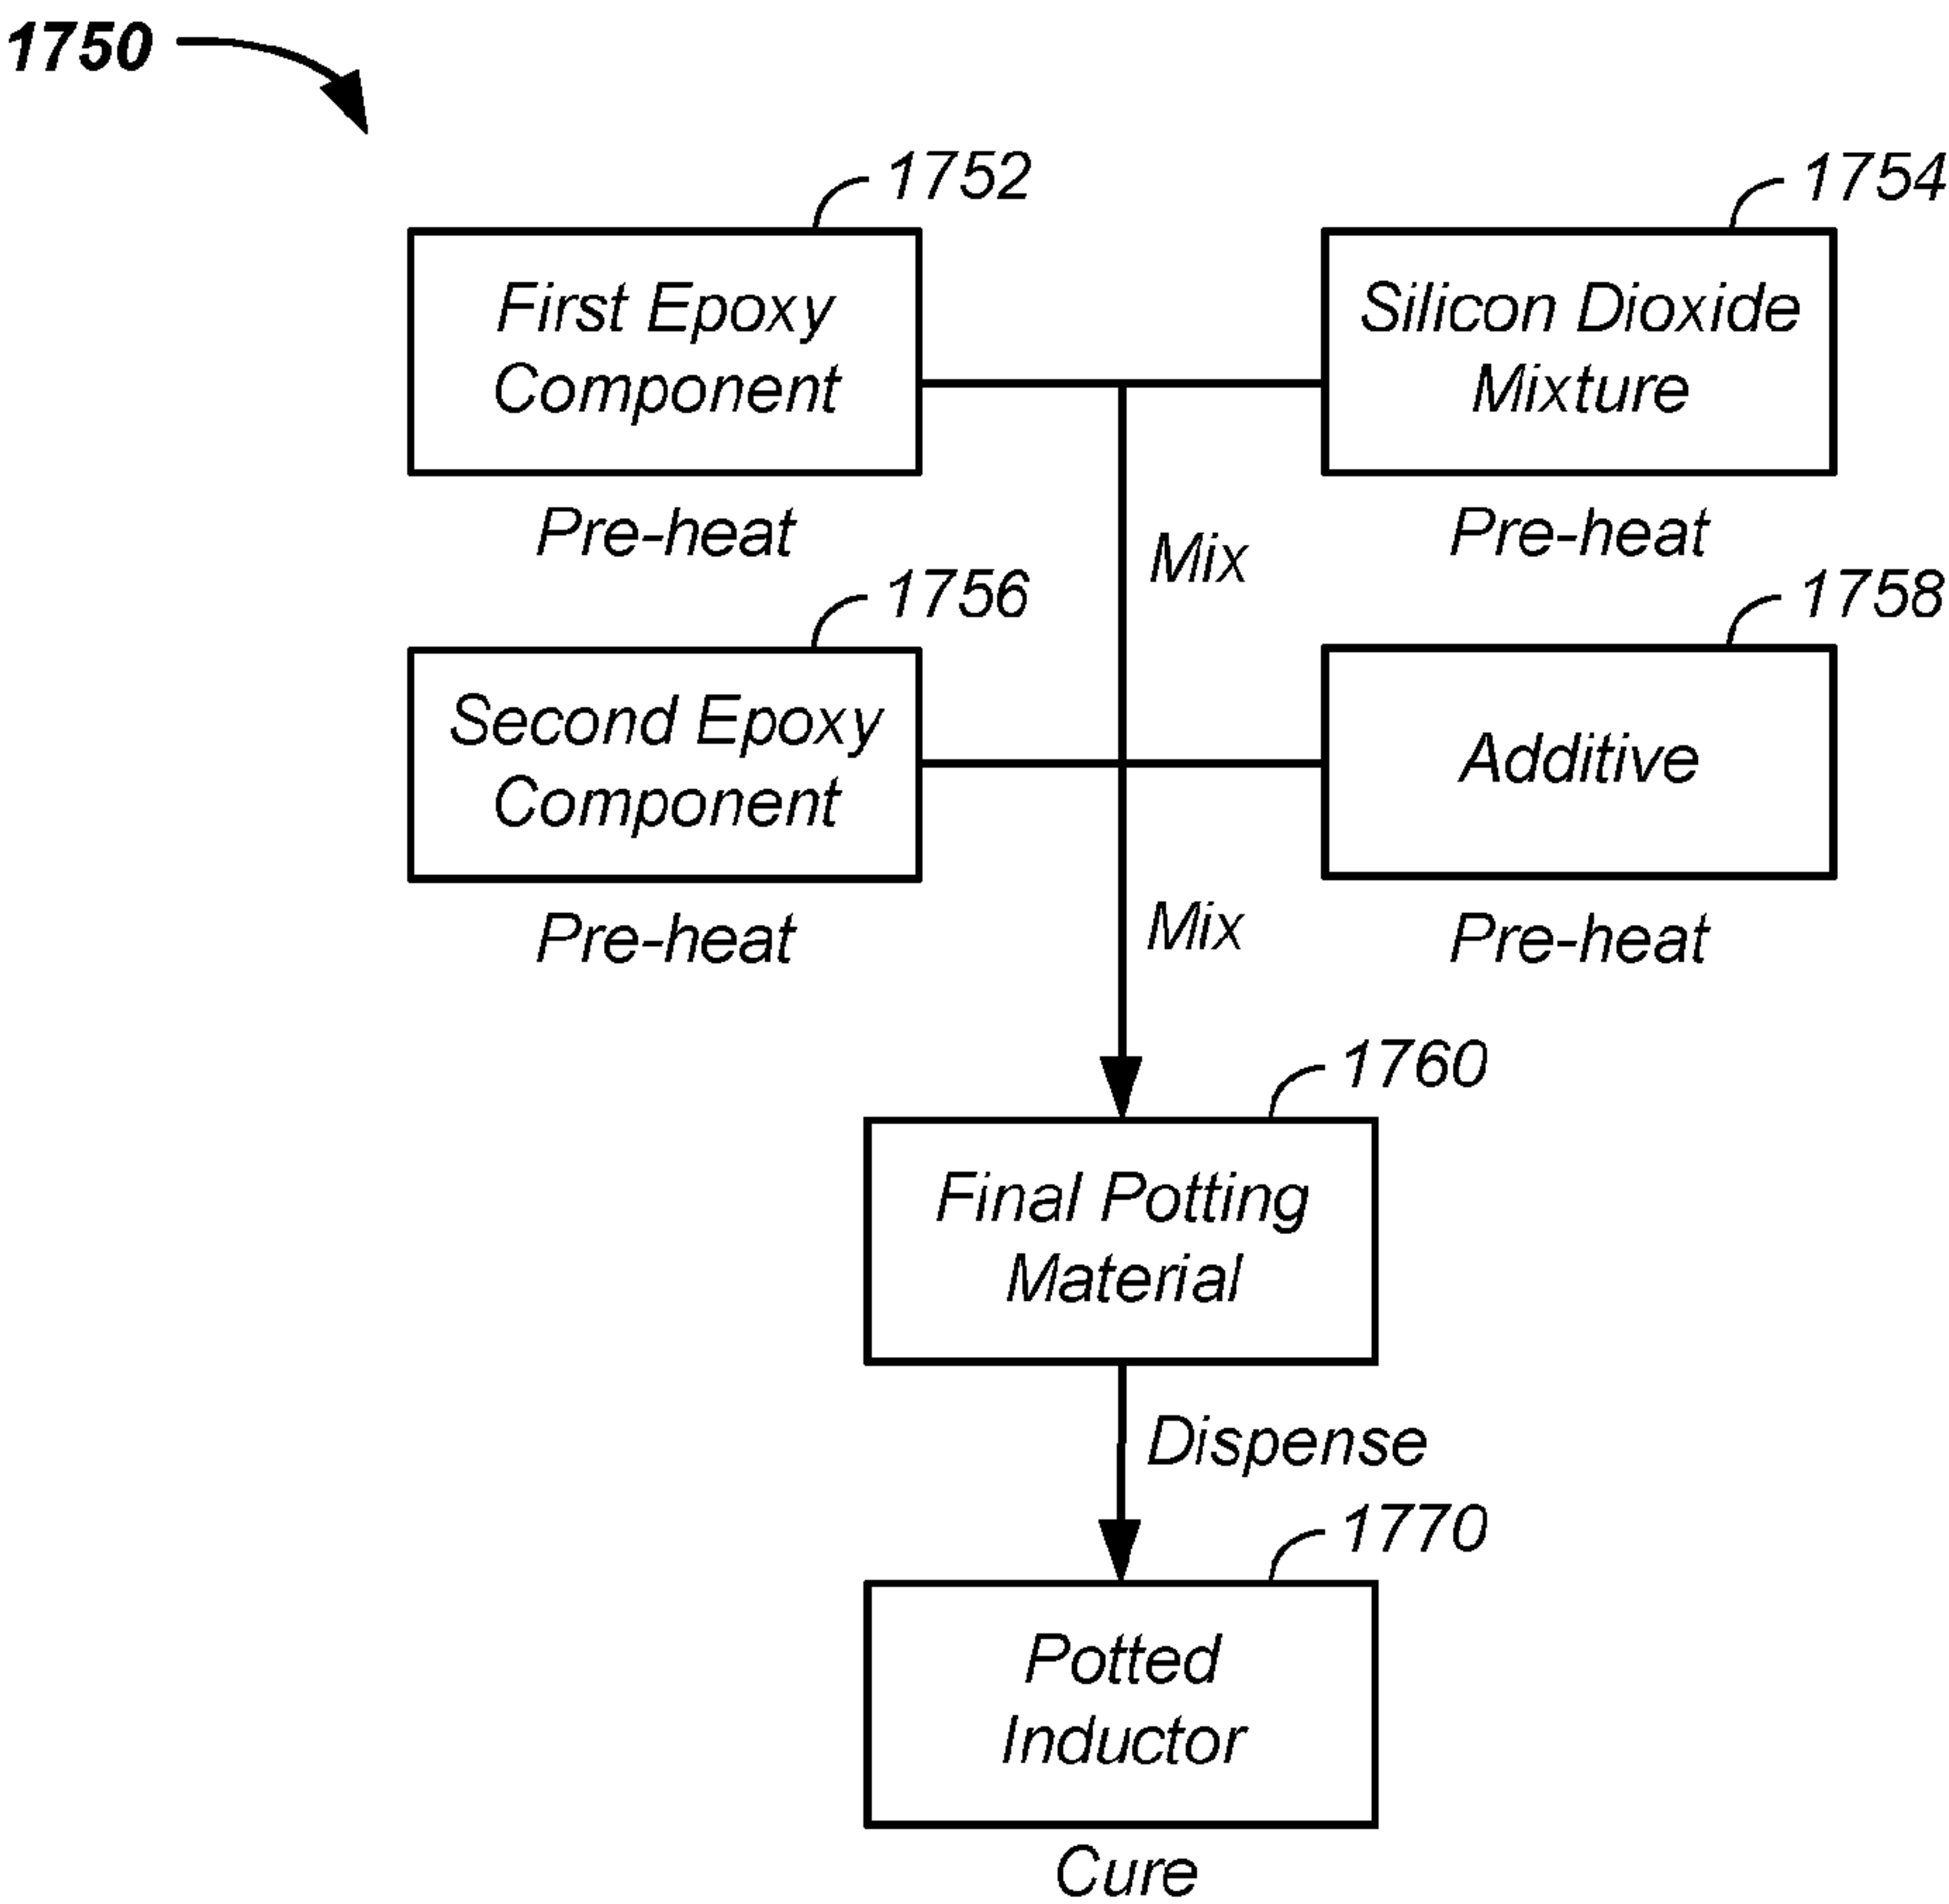 1750
1752
1754
First Epoxy
Component
Silicon Dioxide
Mixture
Pre-heat
Mix
Pre-heat
1756
1758
Second Epoxy
Component
Additive
Pre-heat
Mix
Pre-heat
1760
Final Potting
Material
Dispense
1770
Potted
Inductor
Cure